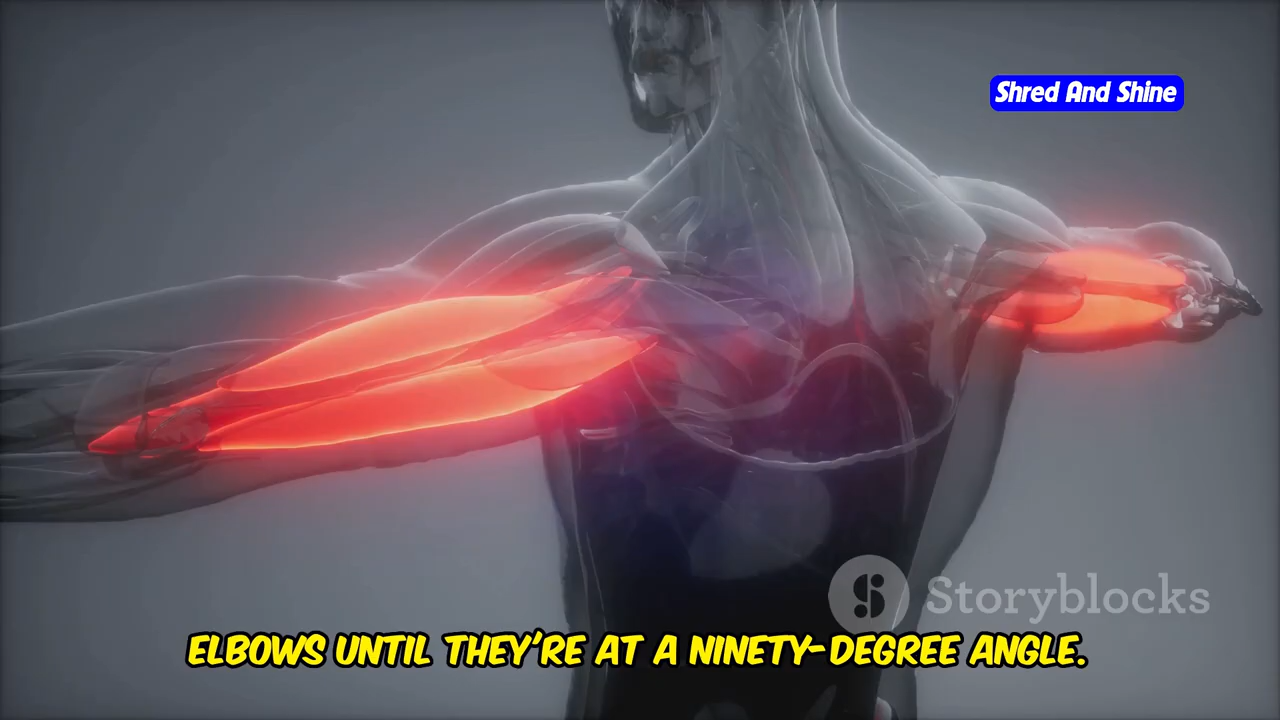 Shred And Shine
Storyblocks
ELBOWS UNTIL THEY'RE AT A NINETY-DEGREE ANGLE.